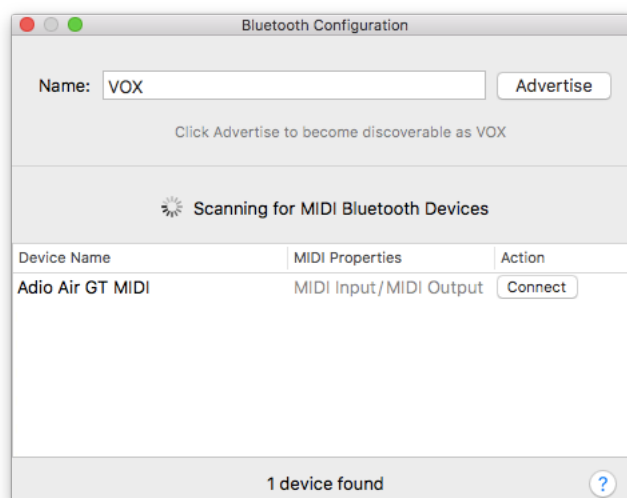 Bluetooth Configuration
Name: VOX Advertise
Click Advertise to become discoverable as VOX
Scanning for MIDI Bluetooth Devices
Device Name MIDI Properties Action
Adio Air GT MIDI MIDI Input/MIDI Output Connect
1 device found ?